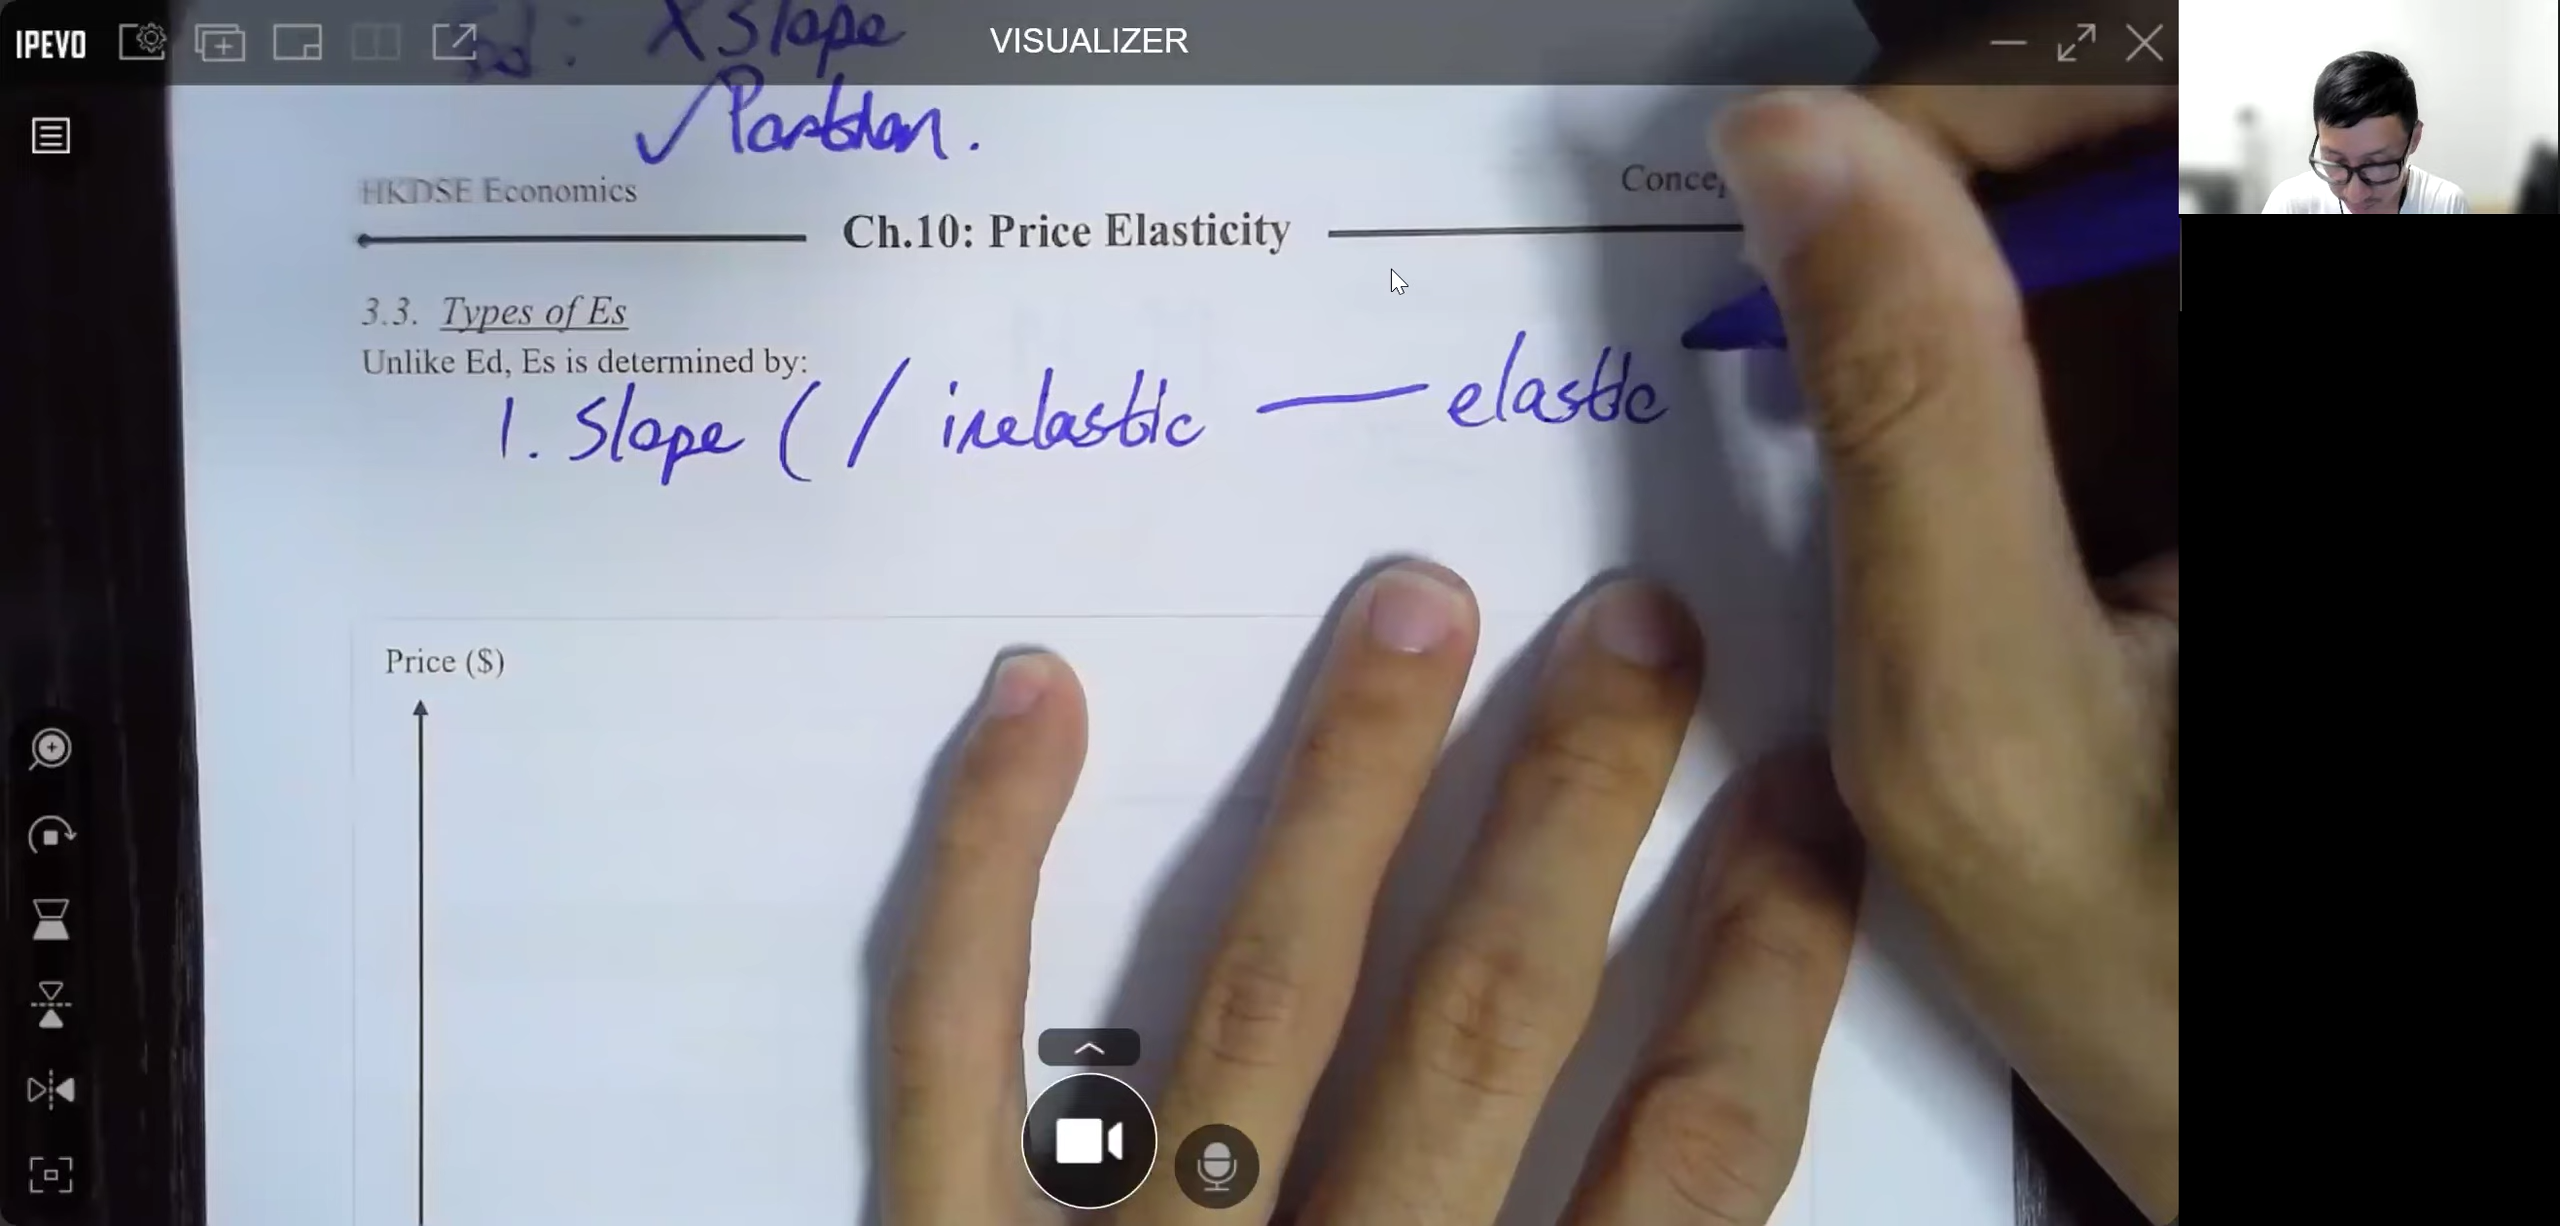 IPEVO
VISUALIZER
Ed: X Slope
✓ Position.
HKDSE Economics
Ch.10: Price Elasticity
3.3. Types of Es
Unlike Ed, Es is determined by:
1. Slope ( / inelastic — elastic
Price ($)